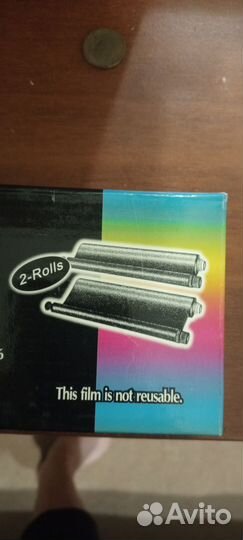 2-Rolls
This film is not reusable.
Avito